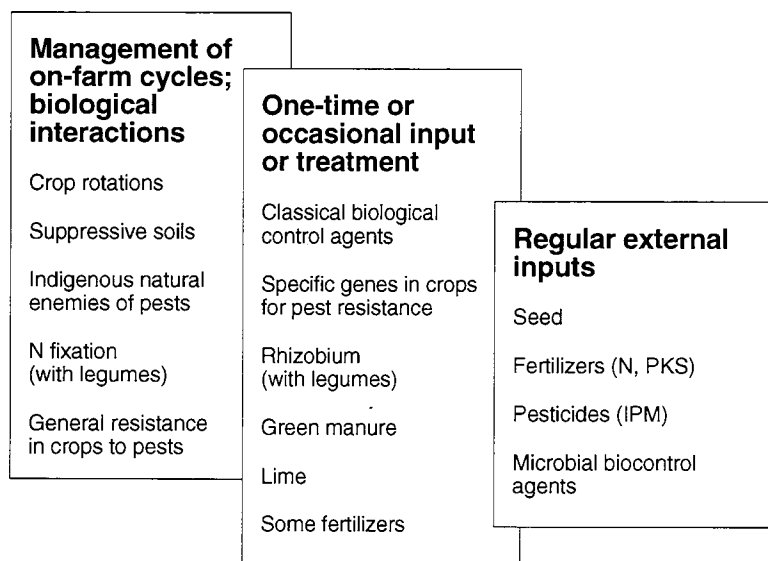 Management of
on-farm cycles;
biological
interactions
Crop rotations
Suppressive soils
Indigenous natural
enemies of pests
N fixation
(with legumes)
General resistance
in crops to pests
One-time or
occasional input
or treatment
Classical biological
control agents
Specific genes in crops
for pest resistance
Rhizobium
(with legumes)
Green manure
Lime
Some fertilizers
Regular external
inputs
Seed
Fertilizers (N, PKS)
Pesticides (IPM)
Microbial biocontrol
agents